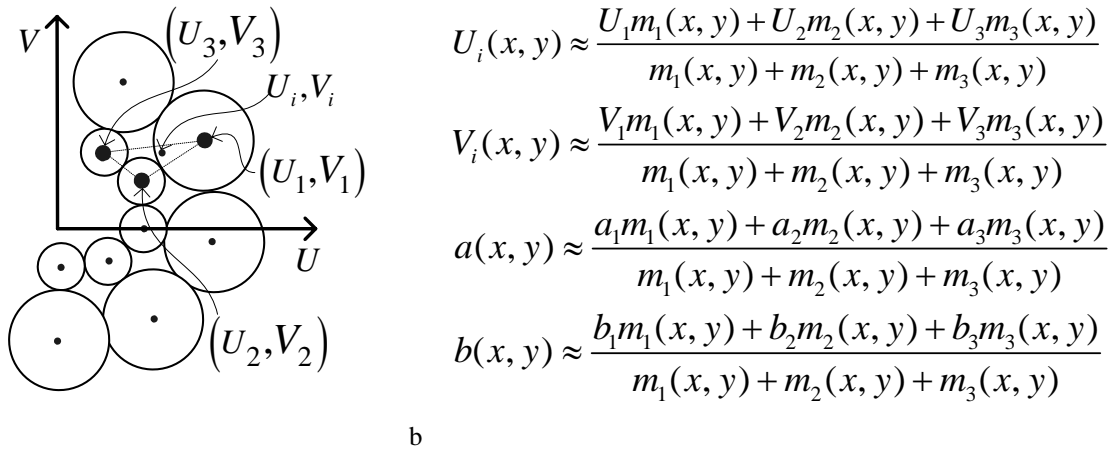 V
(U₃,V₃)
Uᵢ,Vᵢ
(U₁,V₁)
U
(U₂,V₂)
Uᵢ(x, y) ≈ (U₁m₁(x, y) + U₂m₂(x, y) + U₃m₃(x, y)) / (m₁(x, y) + m₂(x, y) + m₃(x, y))
Vᵢ(x, y) ≈ (V₁m₁(x, y) + V₂m₂(x, y) + V₃m₃(x, y)) / (m₁(x, y) + m₂(x, y) + m₃(x, y))
a(x, y) ≈ (a₁m₁(x, y) + a₂m₂(x, y) + a₃m₃(x, y)) / (m₁(x, y) + m₂(x, y) + m₃(x, y))
b(x, y) ≈ (b₁m₁(x, y) + b₂m₂(x, y) + b₃m₃(x, y)) / (m₁(x, y) + m₂(x, y) + m₃(x, y))
b